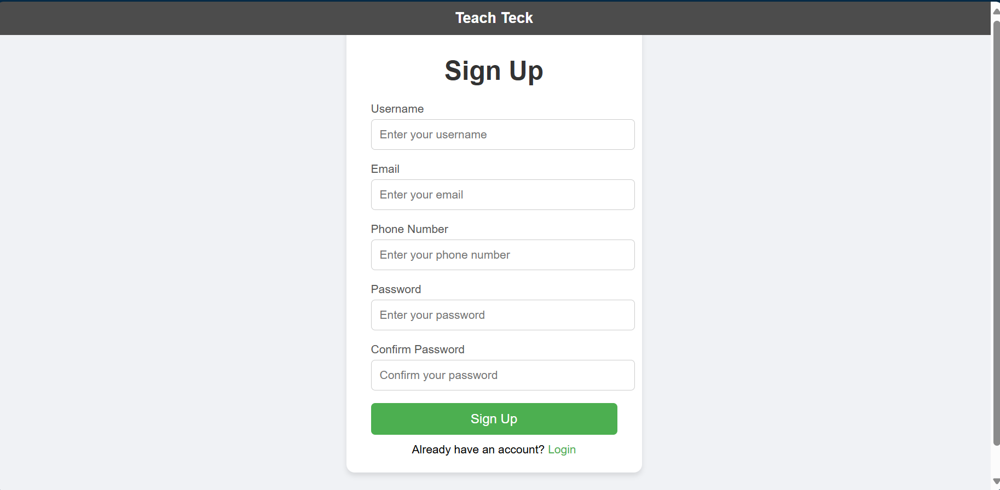 Teach Teck
Sign Up
Username
Enter your username
Email
Enter your email
Phone Number
Enter your phone number
Password
Enter your password
Confirm Password
Confirm your password
Sign Up
Already have an account? Login